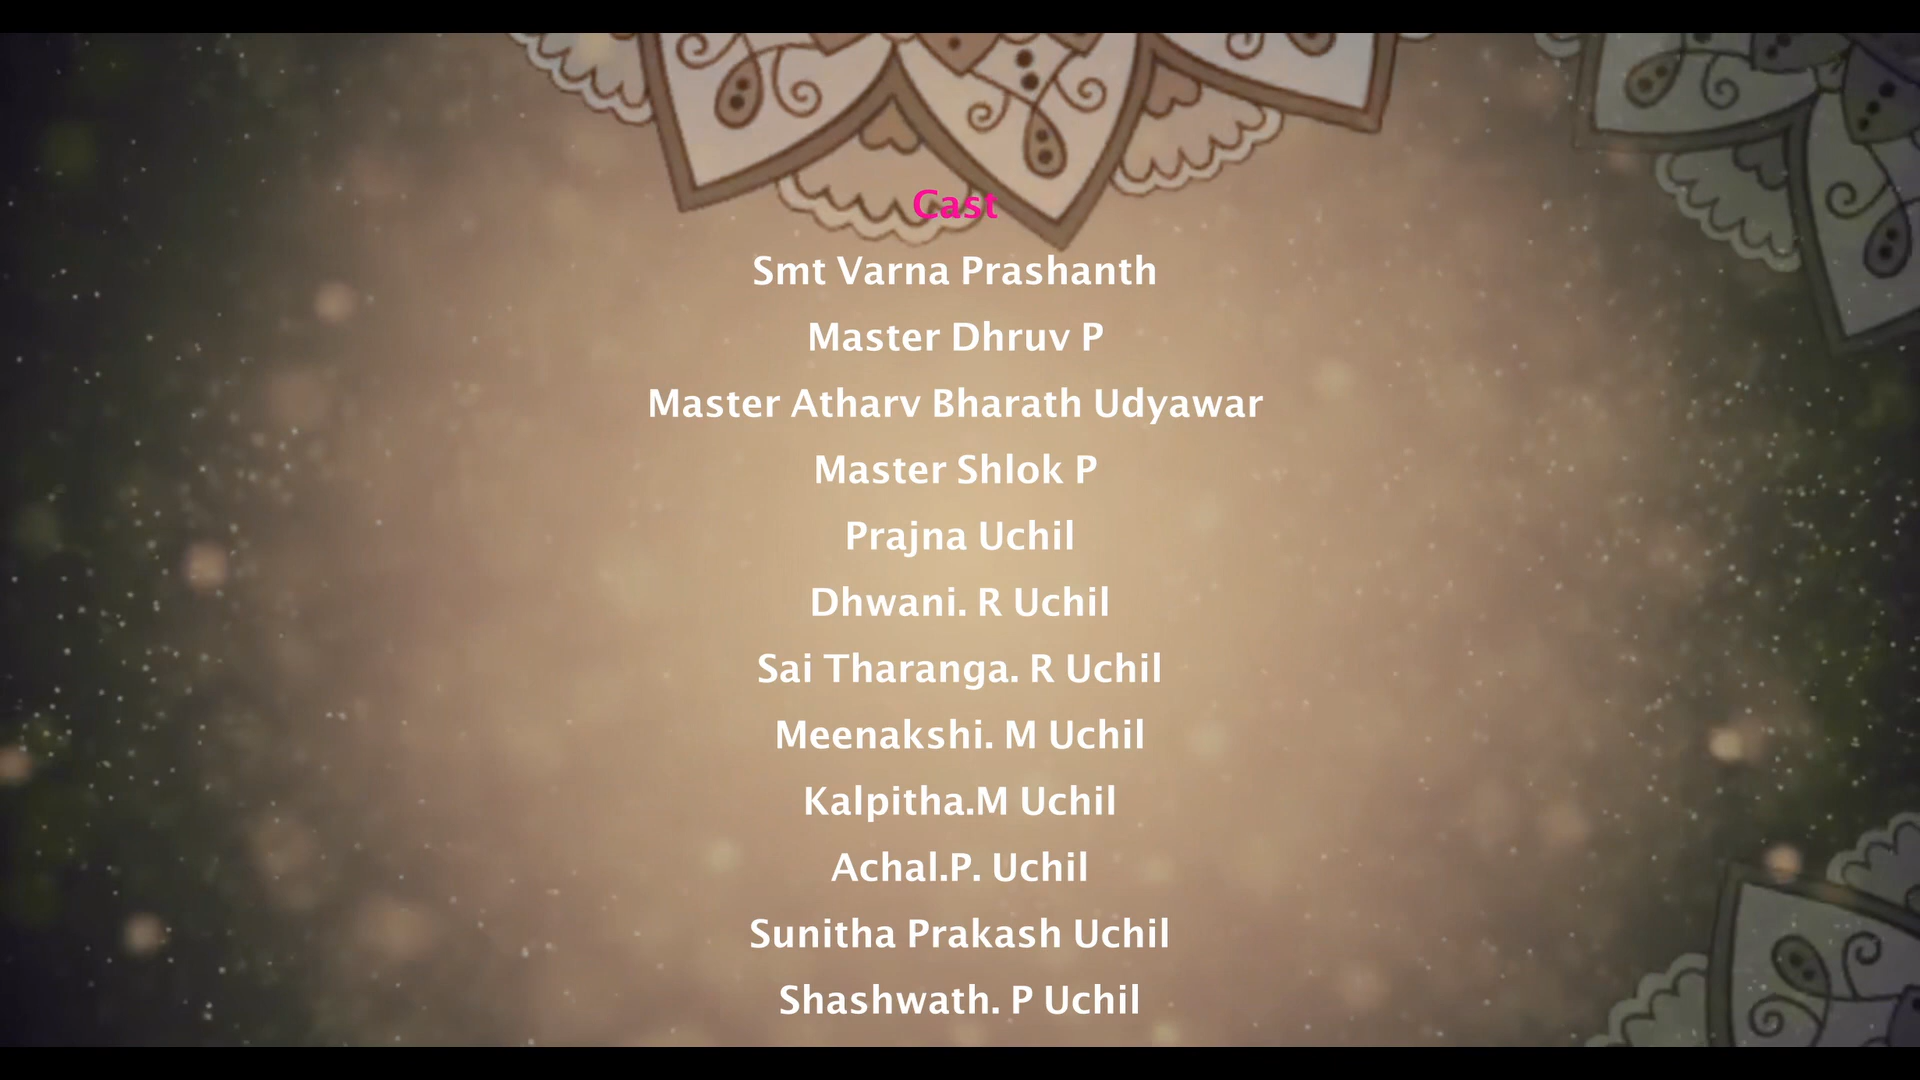 Cast
Smt Varna Prashanth
Master Dhruv P
Master Atharv Bharath Udyawar
Master Shlok P
Prajna Uchil
Dhwani. R Uchil
Sai Tharanga. R Uchil
Meenakshi. M Uchil
Kalpitha.M Uchil
Achal.P. Uchil
Sunitha Prakash Uchil
Shashwath. P Uchil